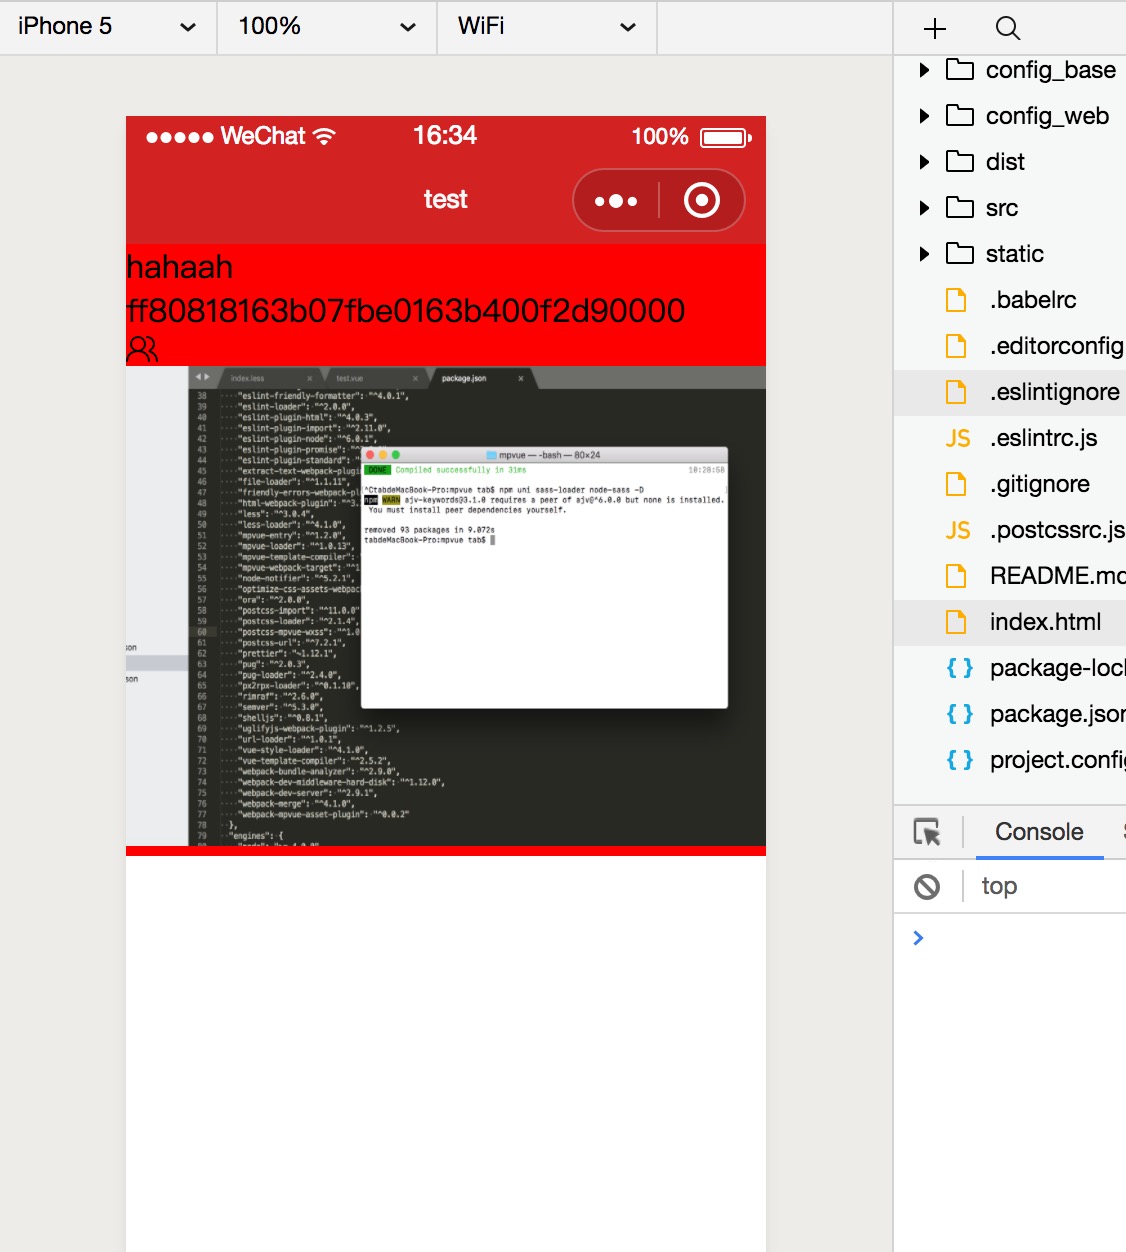 iPhone 5
100%
WiFi
WeChat
16:34
100%
test
hahaah
ff80818163b07fbe0163b400f2d90000
index.less
test.vue
package.json
38 "eslint-friendly-formatter": "^4.0.1",
39 "eslint-loader": "^2.0.0",
40 "eslint-plugin-html": "^4.0.3",
41 "eslint-plugin-import": "^2.11.0",
42 "eslint-plugin-node": "^6.0.1",
43 "eslint-plugin-promise":
44 "eslint-plugin-standard":
45 "extract-text-webpack-plugi
46 "file-loader": "^1.1.11",
47 "friendly-errors-webpack-pl
48 "html-webpack-plugin": "^3.
49 "less": "^3.0.4",
50 "less-loader": "^4.1.0",
51 "mpvue-entry": "^1.2.0",
52 "mpvue-loader": "^1.0.13",
53 "mpvue-template-compiler":
54 "mpvue-webpack-target": "^1
55 "node-notifier": "^5.2.1",
56 "optimize-css-assets-webpac
57 "ora": "^2.0.0",
58 "postcss-import": "^11.0.0"
59 "postcss-loader": "^2.1.4",
60 "postcss-mpvue-wxss": "^1.0
61 "postcss-url": "^7.2.1",
62 "prettier": "~1.12.1",
63 "pug": "^2.0.3",
64 "pug-loader": "^2.4.0",
65 "px2rpx-loader": "^0.1.10",
66 "rimraf": "^2.6.0",
67 "semver": "^5.3.0",
68 "shelljs": "^0.8.1",
69 "uglifyjs-webpack-plugin": "^1.2.5",
70 "url-loader": "^1.0.1",
71 "vue-style-loader": "^4.1.0",
72 "vue-template-compiler": "^2.5.2",
73 "webpack-bundle-analyzer": "^2.9.0",
74 "webpack-dev-middleware-hard-disk": "^1.12.0",
75 "webpack-dev-server": "^2.9.1",
76 "webpack-merge": "^4.1.0",
77 "webpack-mpvue-asset-plugin": "^0.0.2"
78 },
79 "engines": {
son
son
mpvue — -bash — 80×24
DONE Compiled successfully in 31ms 10:28:50
^CtabdeMacBook-Pro:mpvue tab$ npm uni sass-loader node-sass -D
npm WARN ajv-keywords@3.1.0 requires a peer of ajv@^6.0.0 but none is installed.
You must install peer dependencies yourself.
removed 93 packages in 9.072s
tabdeMacBook-Pro:mpvue tab$
config_base
config_web
dist
src
static
.babelrc
.editorconfig
.eslintignore
JS .eslintrc.js
.gitignore
JS .postcssrc.js
README.md
index.html
{ } package-loc
{ } package.json
{ } project.config
Console
top